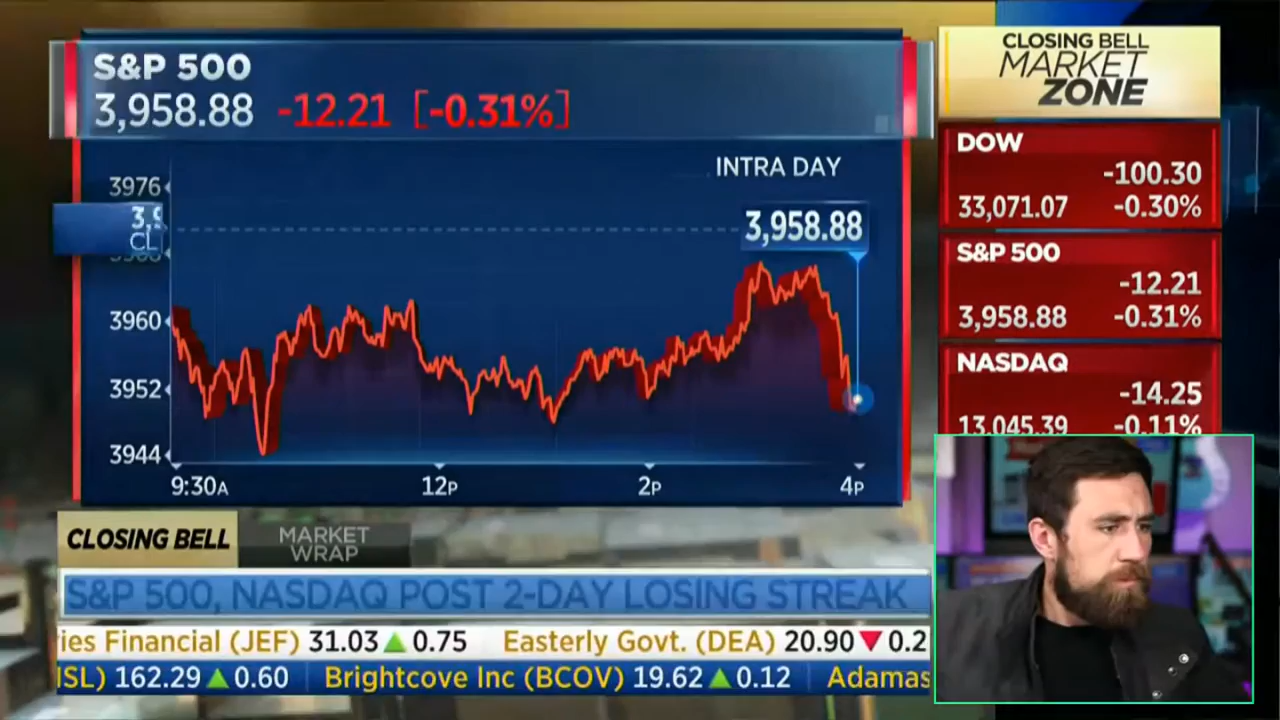 S&P 500
3,958.88 -12.21 [-0.31%]
INTRA DAY
3976
CL
3,958.88
3960
3952
3944
9:30A 12P 2P 4P
CLOSING BELL
MARKET
ZONE
DOW
-100.30
33,071.07 -0.30%
S&P 500
-12.21
3,958.88 -0.31%
NASDAQ
-14.25
13,045.39 -0.11%
CLOSING BELL
MARKET
WRAP
S&P 500, NASDAQ POST 2-DAY LOSING STREAK
ies Financial (JEF) 31.03 ▲ 0.75 Easterly Govt. (DEA) 20.90 ▼ 0.2
SL) 162.29 ▲ 0.60 Brightcove Inc (BCOV) 19.62 ▲ 0.12 Adamas